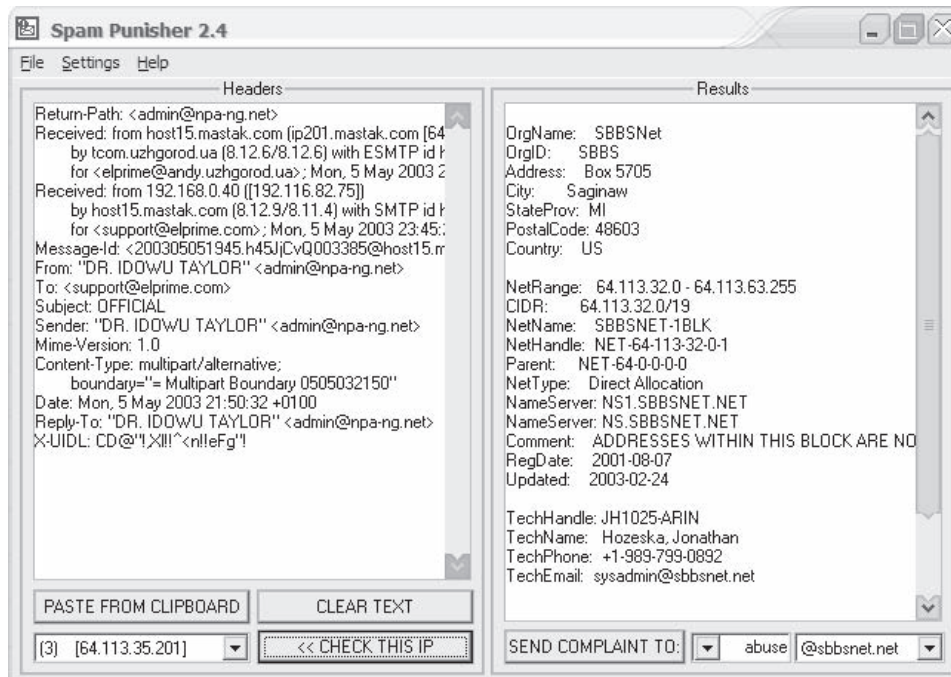 Spam Punisher 2.4
File Settings Help
Headers
Return-Path: <admin@npa-ng.net>
Received: from host15.mastak.com (ip201.mastak.com [64
by tcom.uzhgorod.ua (8.12.6/8.12.6) with ESMTP id h
for <elprime@andy.uzhgorod.ua>; Mon, 5 May 2003 2
Received: from 192.168.0.40 ([192.116.82.75])
by host15.mastak.com (8.12.9/8.11.4) with SMTP id h
for <support@elprime.com>; Mon, 5 May 2003 23:45:
Message-Id: <200305051945.h45JjCvQ003385@host15.m
From: "DR. IDOWU TAYLOR" <admin@npa-ng.net>
To: <support@elprime.com>
Subject: OFFICIAL
Sender: "DR. IDOWU TAYLOR" <admin@npa-ng.net>
Mime-Version: 1.0
Content-Type: multipart/alternative;
boundary="= Multipart Boundary 0505032150"
Date: Mon, 5 May 2003 21:50:32 +0100
Reply-To: "DR. IDOWU TAYLOR" <admin@npa-ng.net>
X-UIDL: CD@"!,X!!!^<n!!eFg"!
PASTE FROM CLIPBOARD
CLEAR TEXT
(3) [64.113.35.201]
<< CHECK THIS IP
Results
OrgName: SBBSNet
OrgID: SBBS
Address: Box 5705
City: Saginaw
StateProv: MI
PostalCode: 48603
Country: US
NetRange: 64.113.32.0 - 64.113.63.255
CIDR: 64.113.32.0/19
NetName: SBBSNET-1BLK
NetHandle: NET-64-113-32-0-1
Parent: NET-64-0-0-0-0
NetType: Direct Allocation
NameServer: NS1.SBBSNET.NET
NameServer: NS.SBBSNET.NET
Comment: ADDRESSES WITHIN THIS BLOCK ARE NO
RegDate: 2001-08-07
Updated: 2003-02-24
TechHandle: JH1025-ARIN
TechName: Hozeska, Jonathan
TechPhone: +1-989-799-0892
TechEmail: sysadmin@sbbsnet.net
SEND COMPLAINT TO:
abuse
@sbbsnet.net